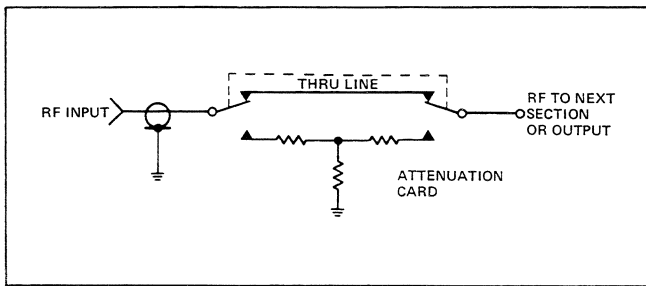 THRU LINE
RF INPUT
RF TO NEXT
SECTION
OR OUTPUT
ATTENUATION
CARD